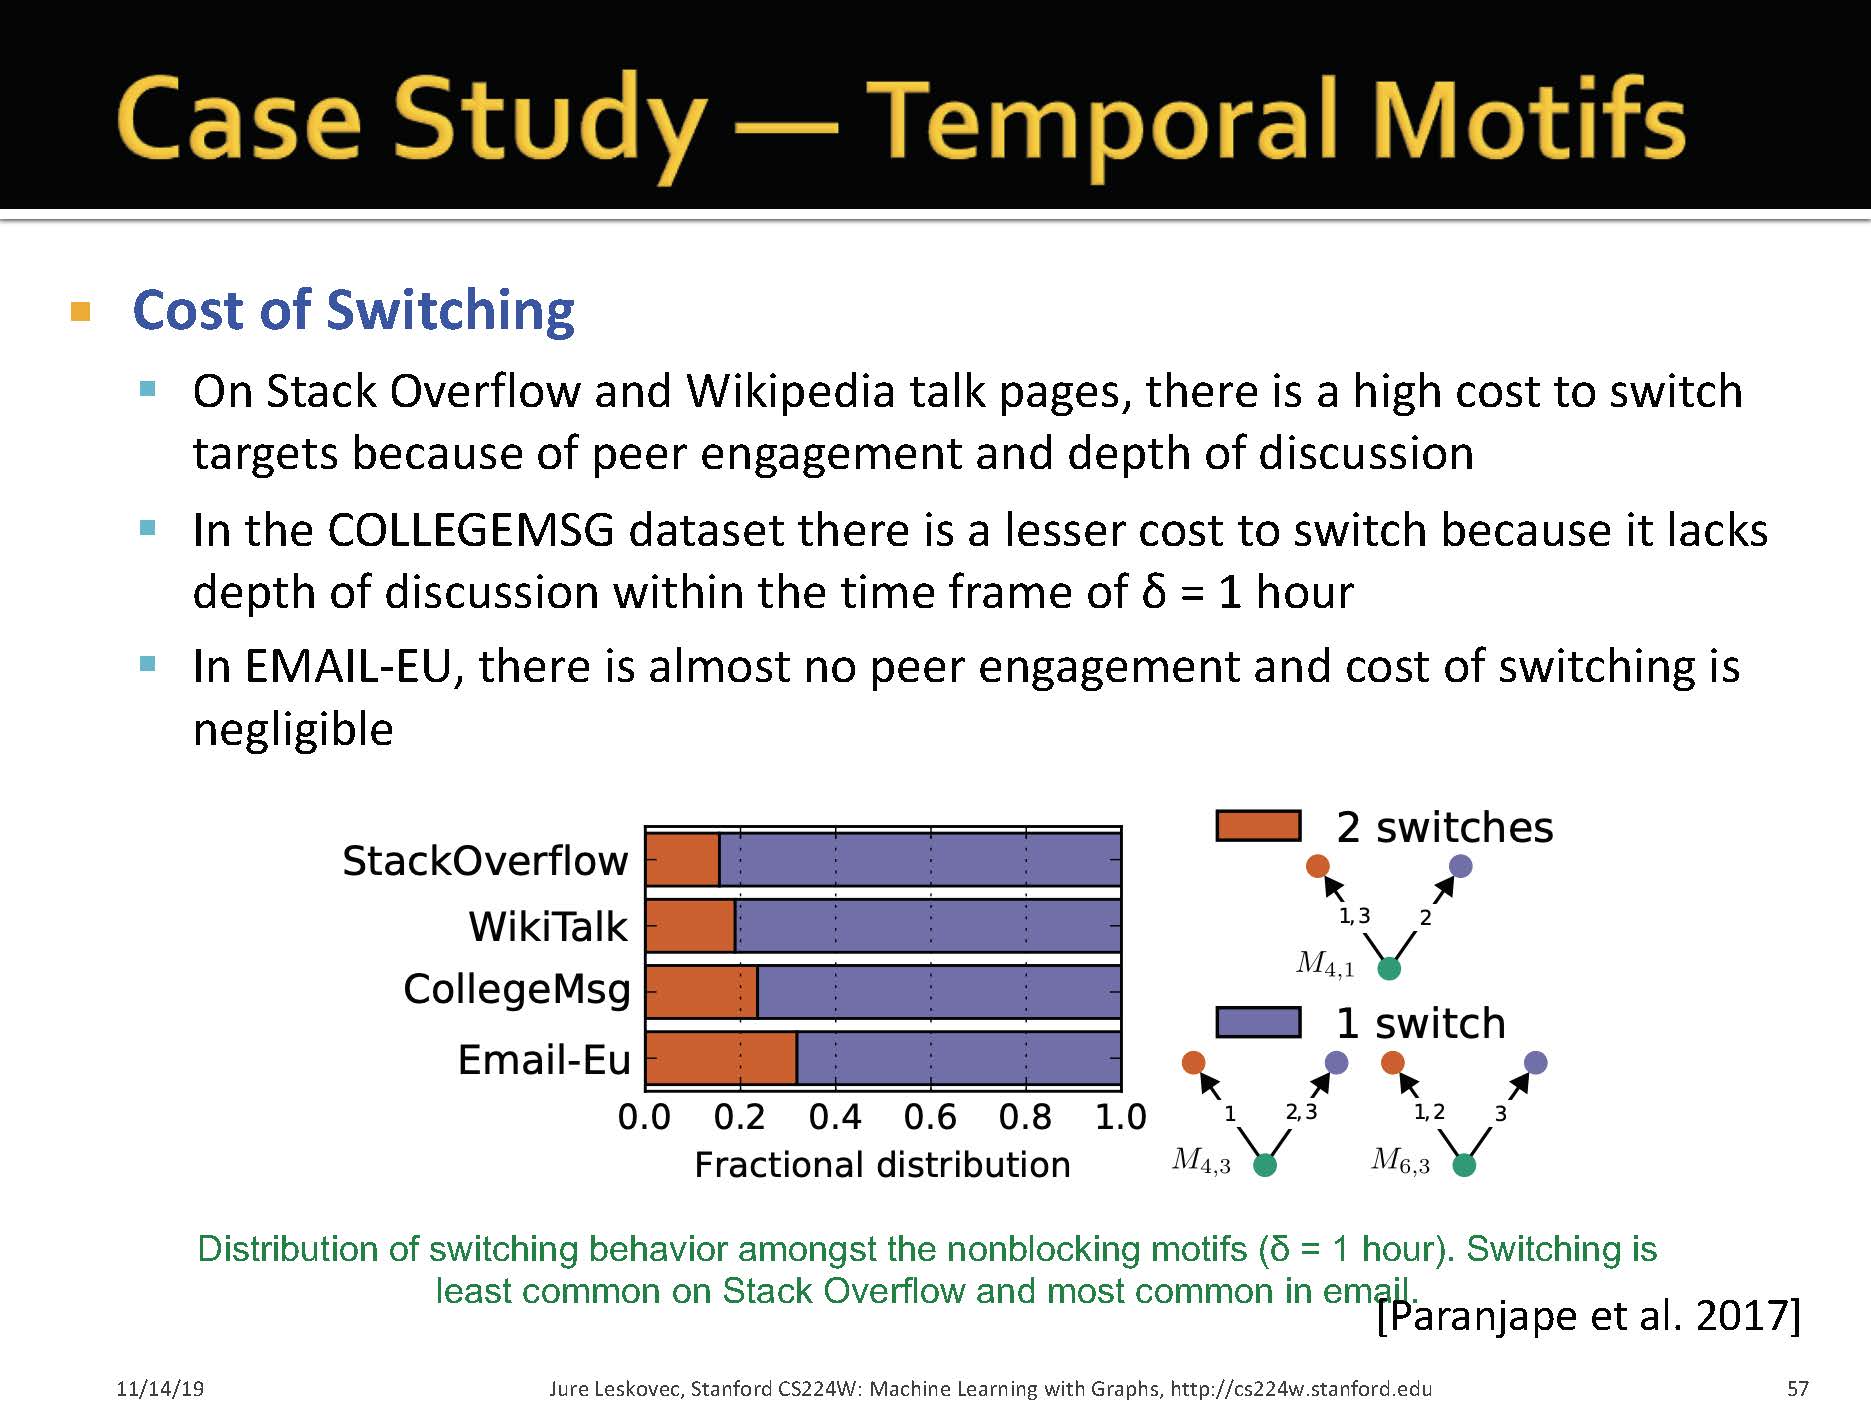 Case Study — Temporal Motifs
Cost of Switching
On Stack Overflow and Wikipedia talk pages, there is a high cost to switch
targets because of peer engagement and depth of discussion
In the COLLEGEMSG dataset there is a lesser cost to switch because it lacks
depth of discussion within the time frame of δ = 1 hour
In EMAIL-EU, there is almost no peer engagement and cost of switching is
negligible
StackOverflow
WikiTalk
CollegeMsg
Email-Eu
0.0 0.2 0.4 0.6 0.8 1.0
Fractional distribution
2 switches
1, 3 2
M4,1
1 switch
1 2, 3 1, 2 3
M4,3 M6,3
Distribution of switching behavior amongst the nonblocking motifs (δ = 1 hour). Switching is
least common on Stack Overflow and most common in email.
[Paranjape et al. 2017]
11/14/19 Jure Leskovec, Stanford CS224W: Machine Learning with Graphs, http://cs224w.stanford.edu 57